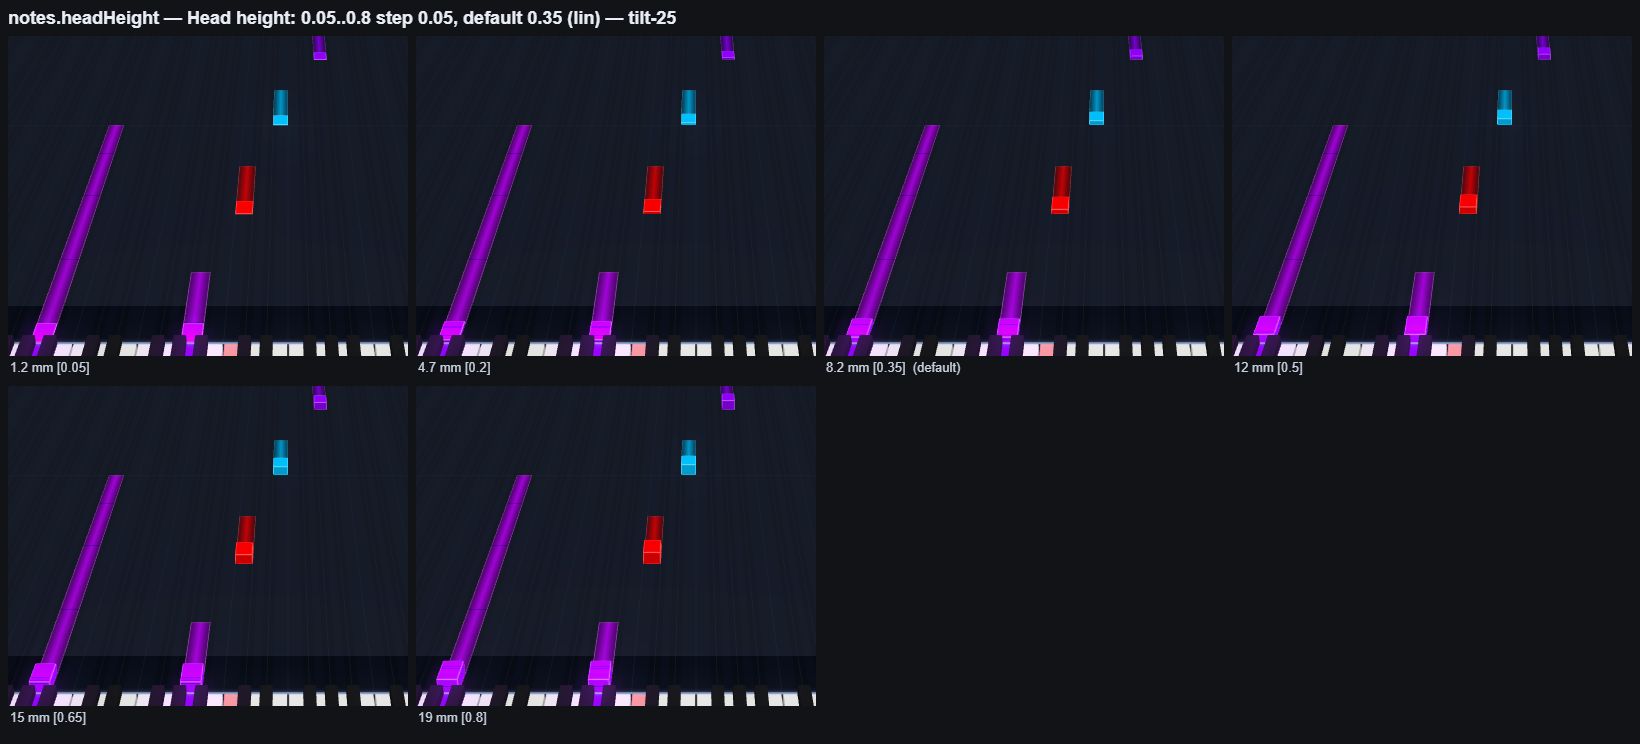 notes.headHeight — Head height: 0.05..0.8 step 0.05, default 0.35 (lin) — tilt-25
1.2 mm [0.05]
4.7 mm [0.2]
8.2 mm [0.35] (default)
12 mm [0.5]
15 mm [0.65]
19 mm [0.8]